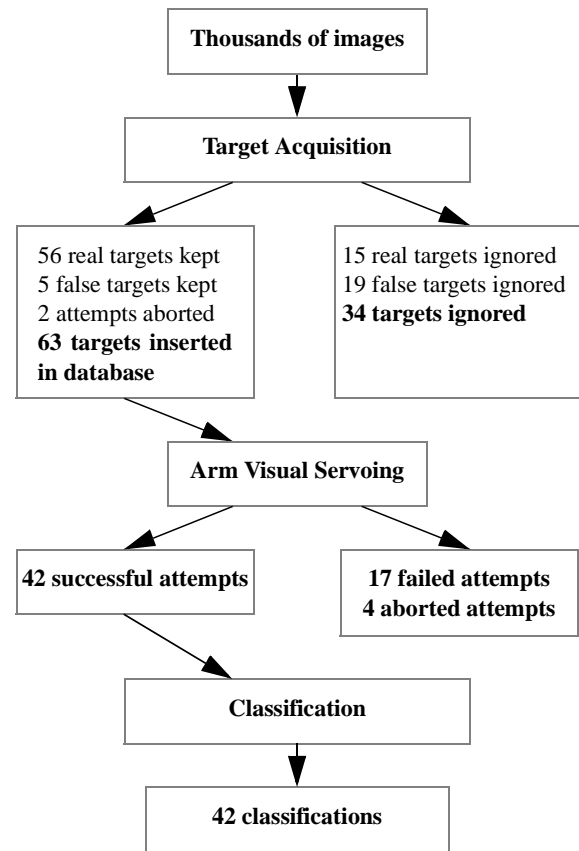 Thousands of images
Target Acquisition
56 real targets kept
5 false targets kept
2 attempts aborted
63 targets inserted
in database
15 real targets ignored
19 false targets ignored
34 targets ignored
Arm Visual Servoing
42 successful attempts
17 failed attempts
4 aborted attempts
Classification
42 classifications